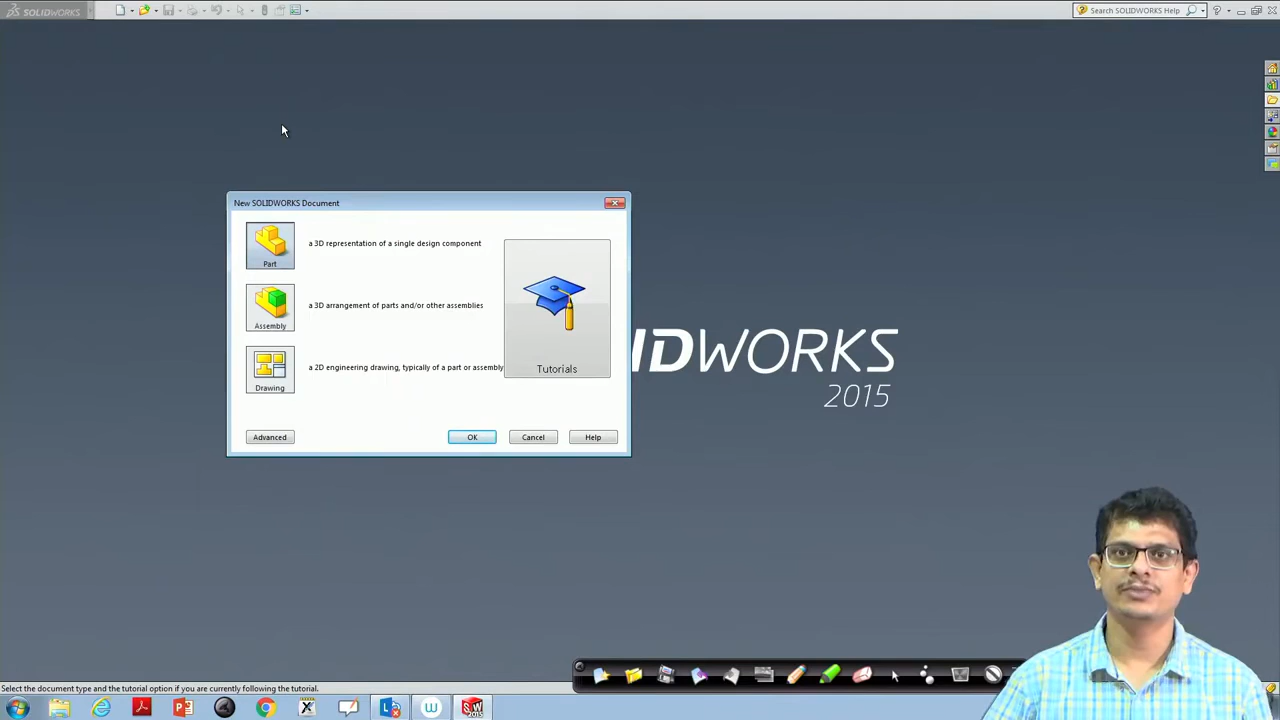 SOLIDWORKS
Search SOLIDWORKS Help
New SOLIDWORKS Document
Part
a 3D representation of a single design component
Assembly
a 3D arrangement of parts and/or other assemblies
Drawing
a 2D engineering drawing, typically of a part or assembly
Tutorials
Advanced
OK
Cancel
Help
IDWORKS
2015
Select the document type and the tutorial option if you are currently following the tutorial.